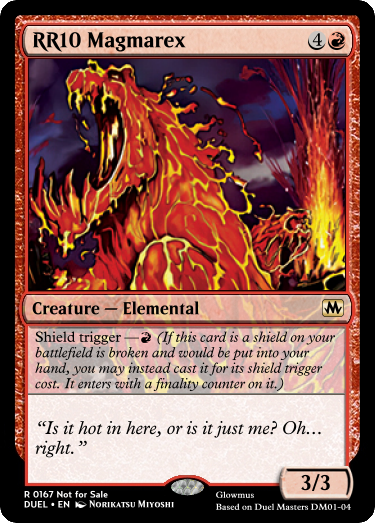 RR10 Magmarex 4
Creature — Elemental M
Shield trigger — (If this card is a shield on your
battlefield is broken and would be put into your
hand, you may instead cast it for its shield trigger
cost. It enters with a finality counter on it.)
“Is it hot in here, or is it just me? Oh…
right.”
3/3
R 0167 Not for Sale
DUEL • EN NORIKATSU MIYOSHI
Glowmus
Based on Duel Masters DM01-04